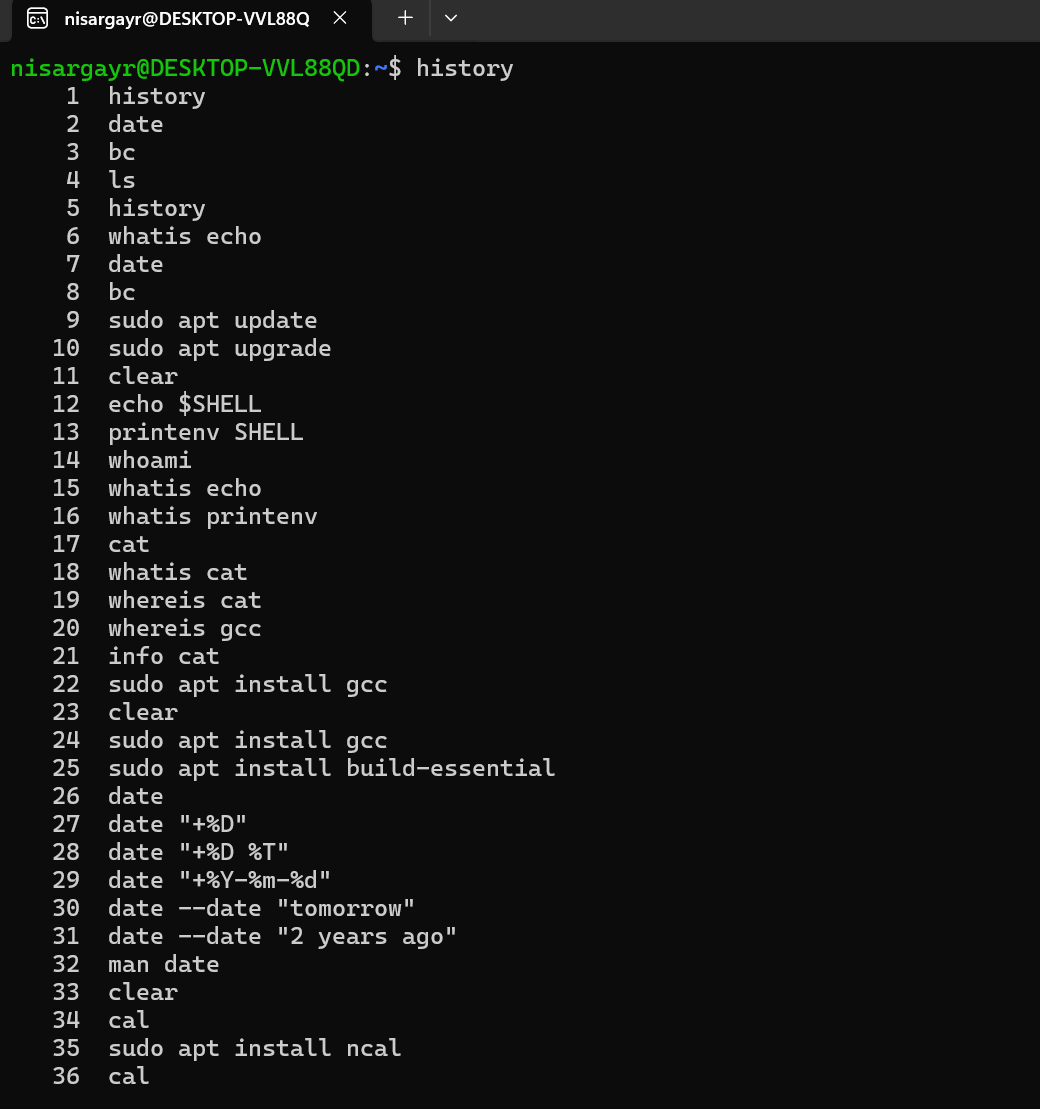 nisargayr@DESKTOP-VVL88Q
nisargayr@DESKTOP-VVL88QD:~$ history
1 history
2 date
3 bc
4 ls
5 history
6 whatis echo
7 date
8 bc
9 sudo apt update
10 sudo apt upgrade
11 clear
12 echo $SHELL
13 printenv SHELL
14 whoami
15 whatis echo
16 whatis printenv
17 cat
18 whatis cat
19 whereis cat
20 whereis gcc
21 info cat
22 sudo apt install gcc
23 clear
24 sudo apt install gcc
25 sudo apt install build-essential
26 date
27 date "+%D"
28 date "+%D %T"
29 date "+%Y-%m-%d"
30 date --date "tomorrow"
31 date --date "2 years ago"
32 man date
33 clear
34 cal
35 sudo apt install ncal
36 cal